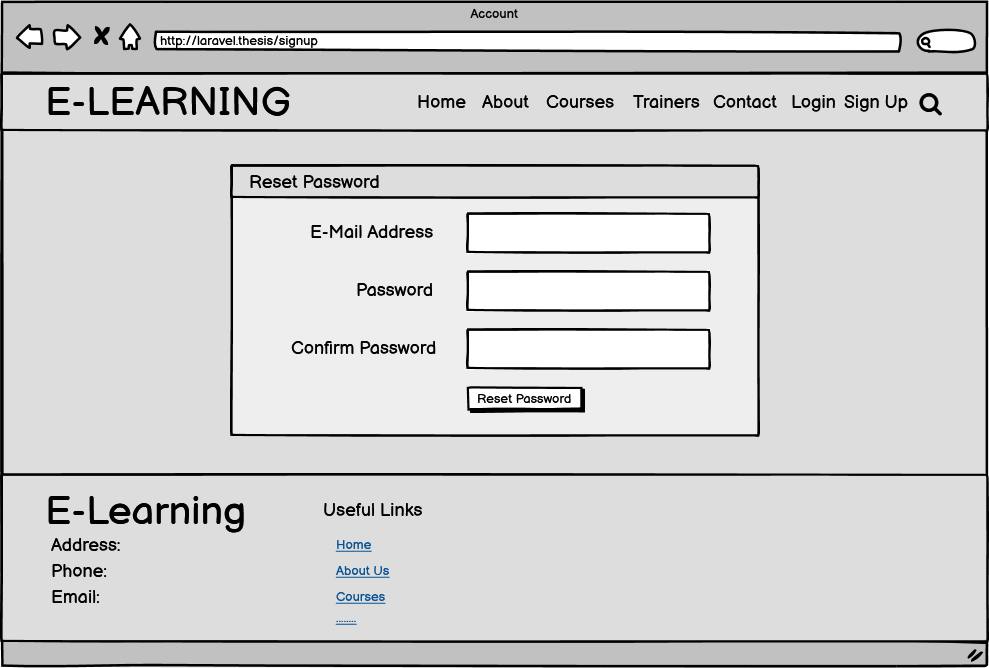 Account
http://laravel.thesis/signup
E-LEARNING Home About Courses Trainers Contact Login Sign Up
Reset Password
E-Mail Address
Password
Confirm Password
Reset Password
E-Learning
Address:
Phone:
Email:
Useful Links
Home
About Us
Courses
........